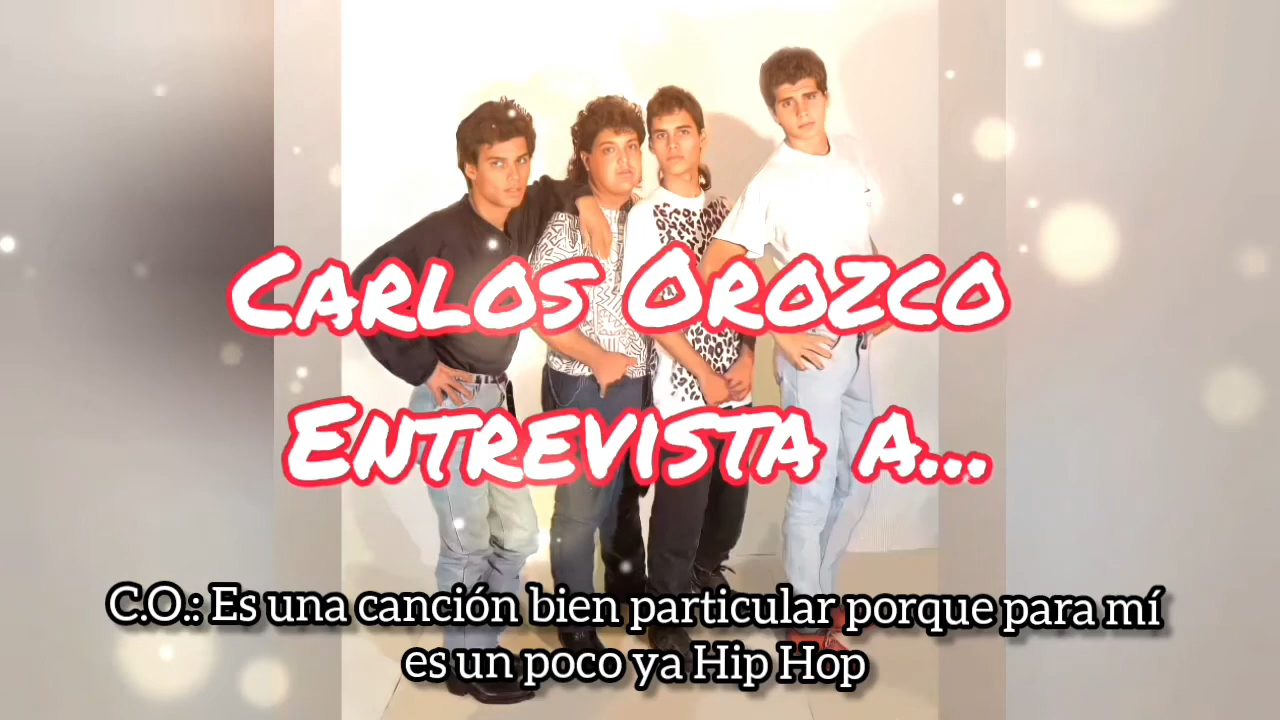 Carlos Orozco
Entrevista a...
C.O.: Es una canción bien particular porque para mí
es un poco ya Hip Hop